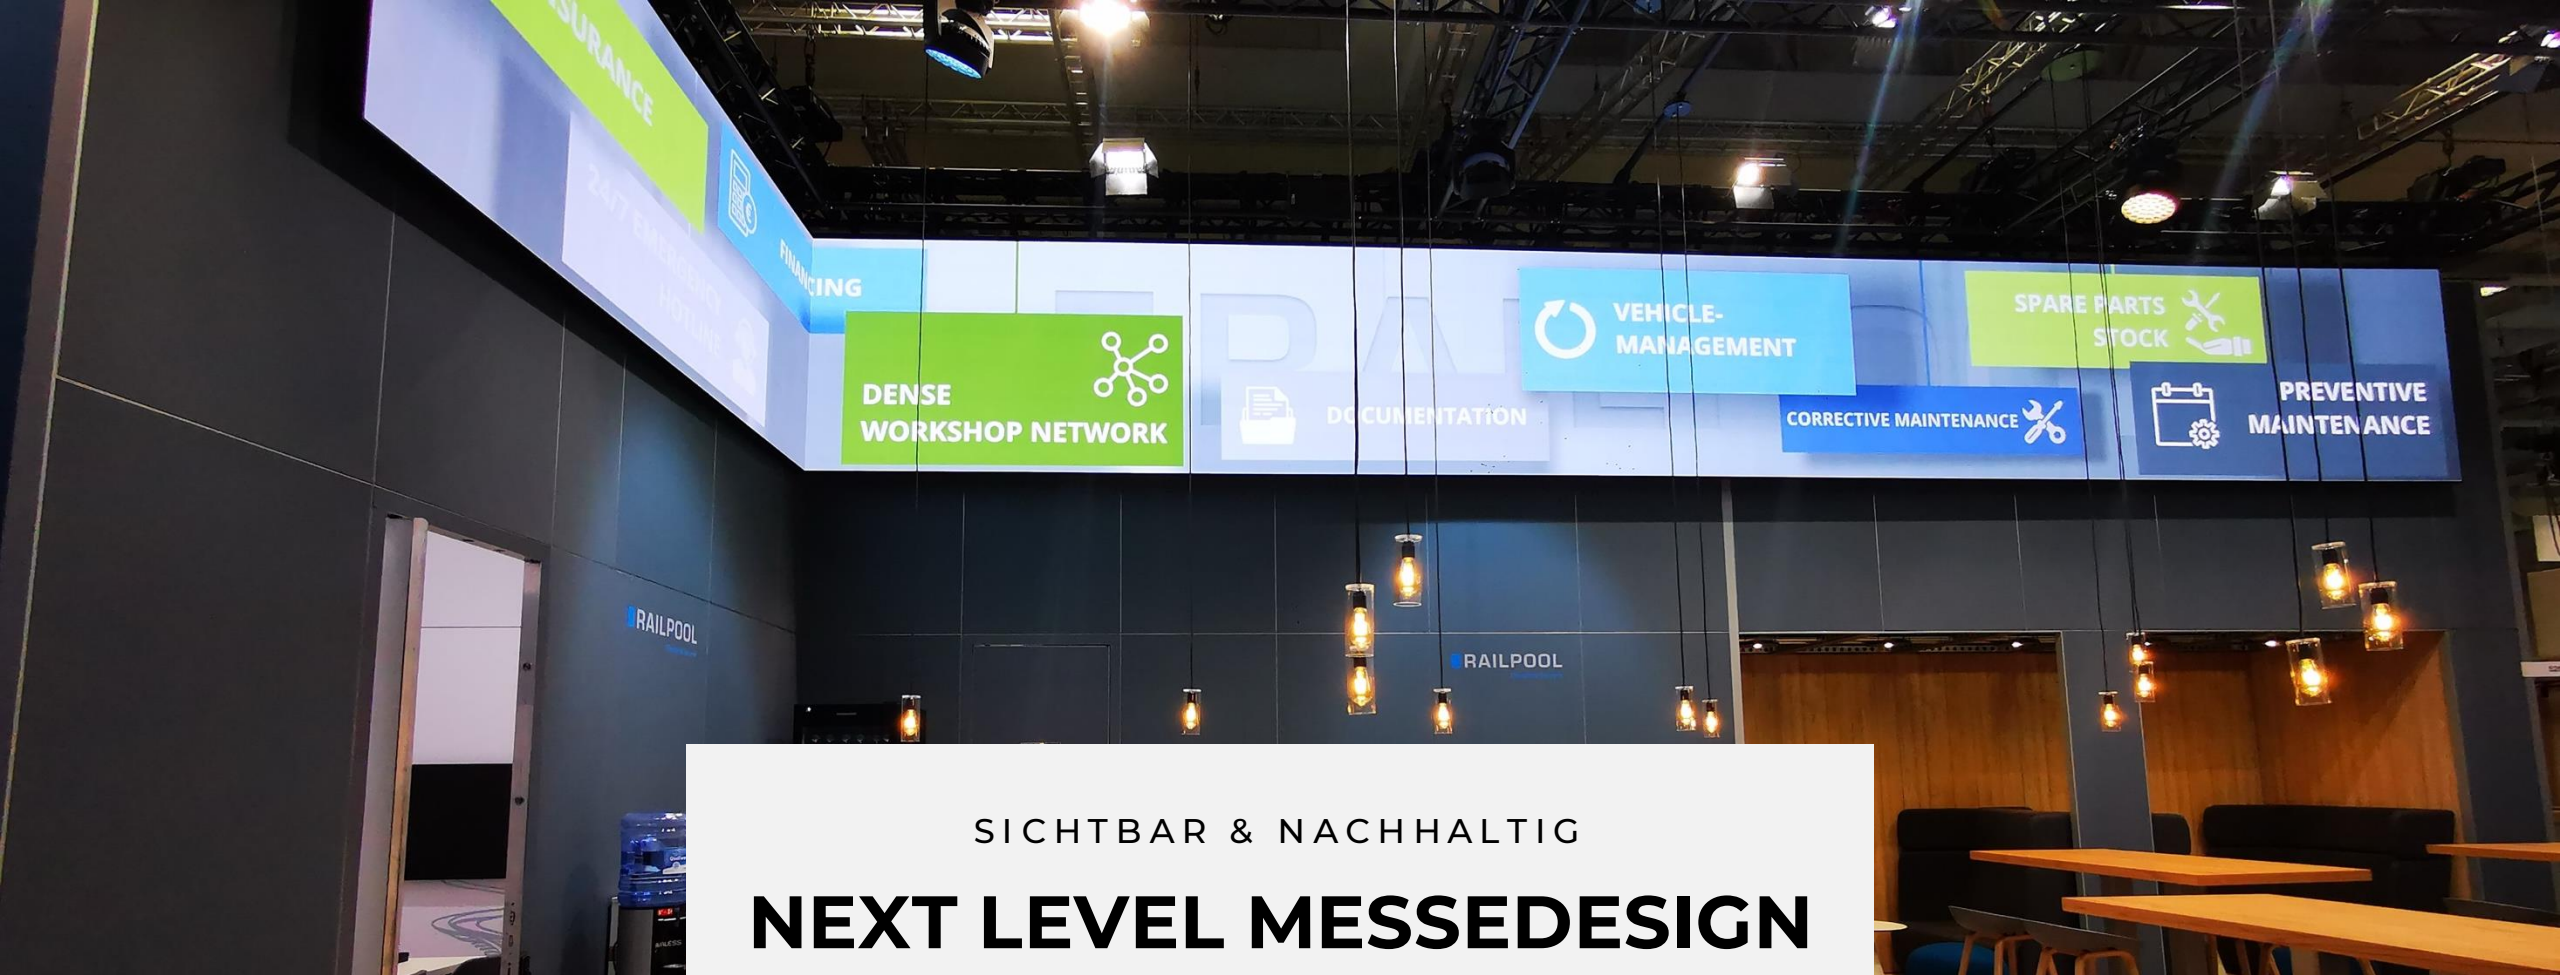 SURANCE
24/7 EMERGENCY
HOTLINE
FINANCING
DENSE
WORKSHOP NETWORK
DOCUMENTATION
VEHICLE-
MANAGEMENT
SPARE PARTS
STOCK
CORRECTIVE MAINTENANCE
PREVENTIVE
MAINTENANCE
RAILPOOL
RAILPOOL
SICHTBAR & NACHHALTIG
NEXT LEVEL MESSEDESIGN